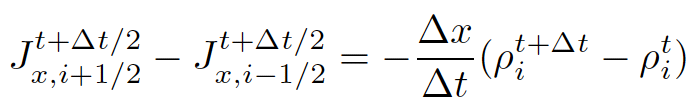 $J_{x,i+1/2}^{t+\Delta t/2} - J_{x,i-1/2}^{t+\Delta t/2} = -\frac{\Delta x}{\Delta t}(\rho_i^{t+\Delta t} - \rho_i^t)$